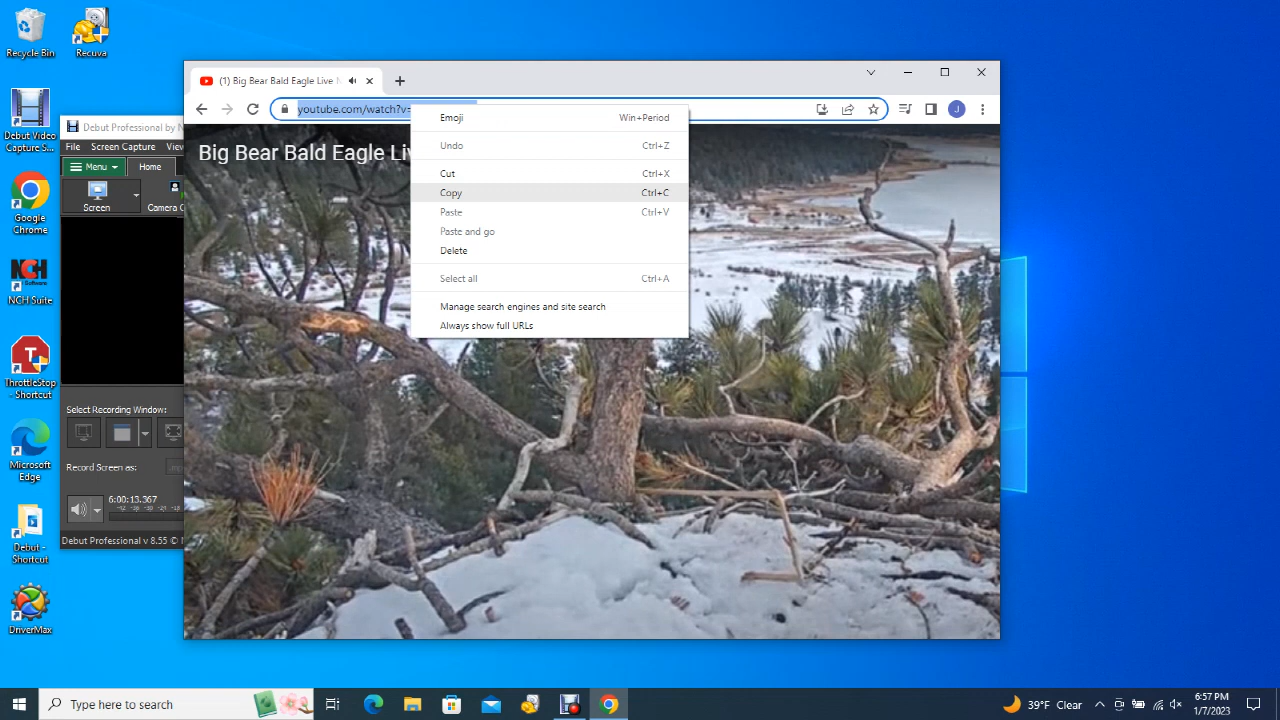 Recycle Bin
Recuva
Debut Video
Capture S...
Google
Chrome
NCH
Software
NCH Suite
ThrottleStop
- Shortcut
Microsoft
Edge
Debut -
Shortcut
DriverMax
Debut Professional by N
File Screen Capture View
Menu Home
Screen Camera
Select Recording Window:
Record Screen as:
6:00:13.367
Debut Professional v 8.55 © N
(1) Big Bear Bald Eagle Live N
youtube.com/watch?v=
J
Big Bear Bald Eagle Liv
Emoji Win+Period
Undo Ctrl+Z
Cut Ctrl+X
Copy Ctrl+C
Paste Ctrl+V
Paste and go
Delete
Select all Ctrl+A
Manage search engines and site search
Always show full URLs
Type here to search
39°F Clear
6:57 PM
1/7/2023